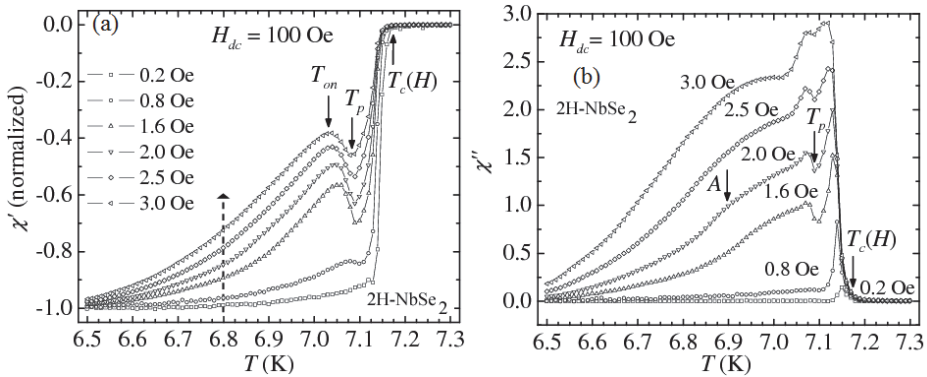 (a)
H_dc = 100 Oe
0.2 Oe
0.8 Oe
1.6 Oe
2.0 Oe
2.5 Oe
3.0 Oe
T_on
T_p
T_c(H)
2H-NbSe₂
χ' (normalized)
0.0
-0.2
-0.4
-0.6
-0.8
-1.0
6.5 6.6 6.7 6.8 6.9 7.0 7.1 7.2 7.3
T (K)
H_dc = 100 Oe
(b)
2H-NbSe₂
3.0 Oe
2.5 Oe
T_p
2.0 Oe
A
1.6 Oe
T_c(H)
0.8 Oe
0.2 Oe
χ''
3.0
2.5
2.0
1.5
1.0
0.5
0.0
6.5 6.6 6.7 6.8 6.9 7.0 7.1 7.2 7.3
T (K)